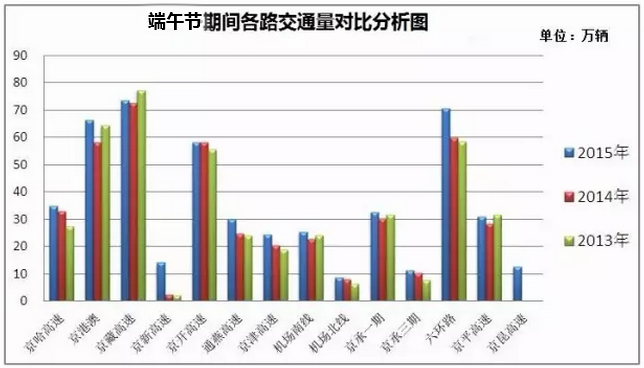 端午节期间各路交通量对比分析图
单位：万辆
90
80
70
60
50
40
30
20
10
0
京哈高速
京港澳
京藏高速
京新高速
京开高速
通燕高速
京津高速
机场南线
机场北线
京承一期
京承三期
六环路
京平高速
京昆高速
2015年
2014年
2013年